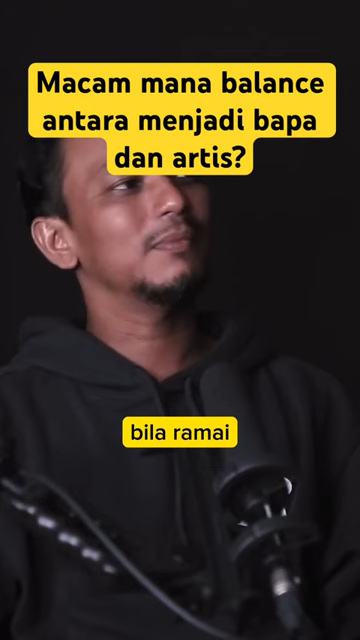 Macam mana balance
antara menjadi bapa
dan artis?
bila ramai